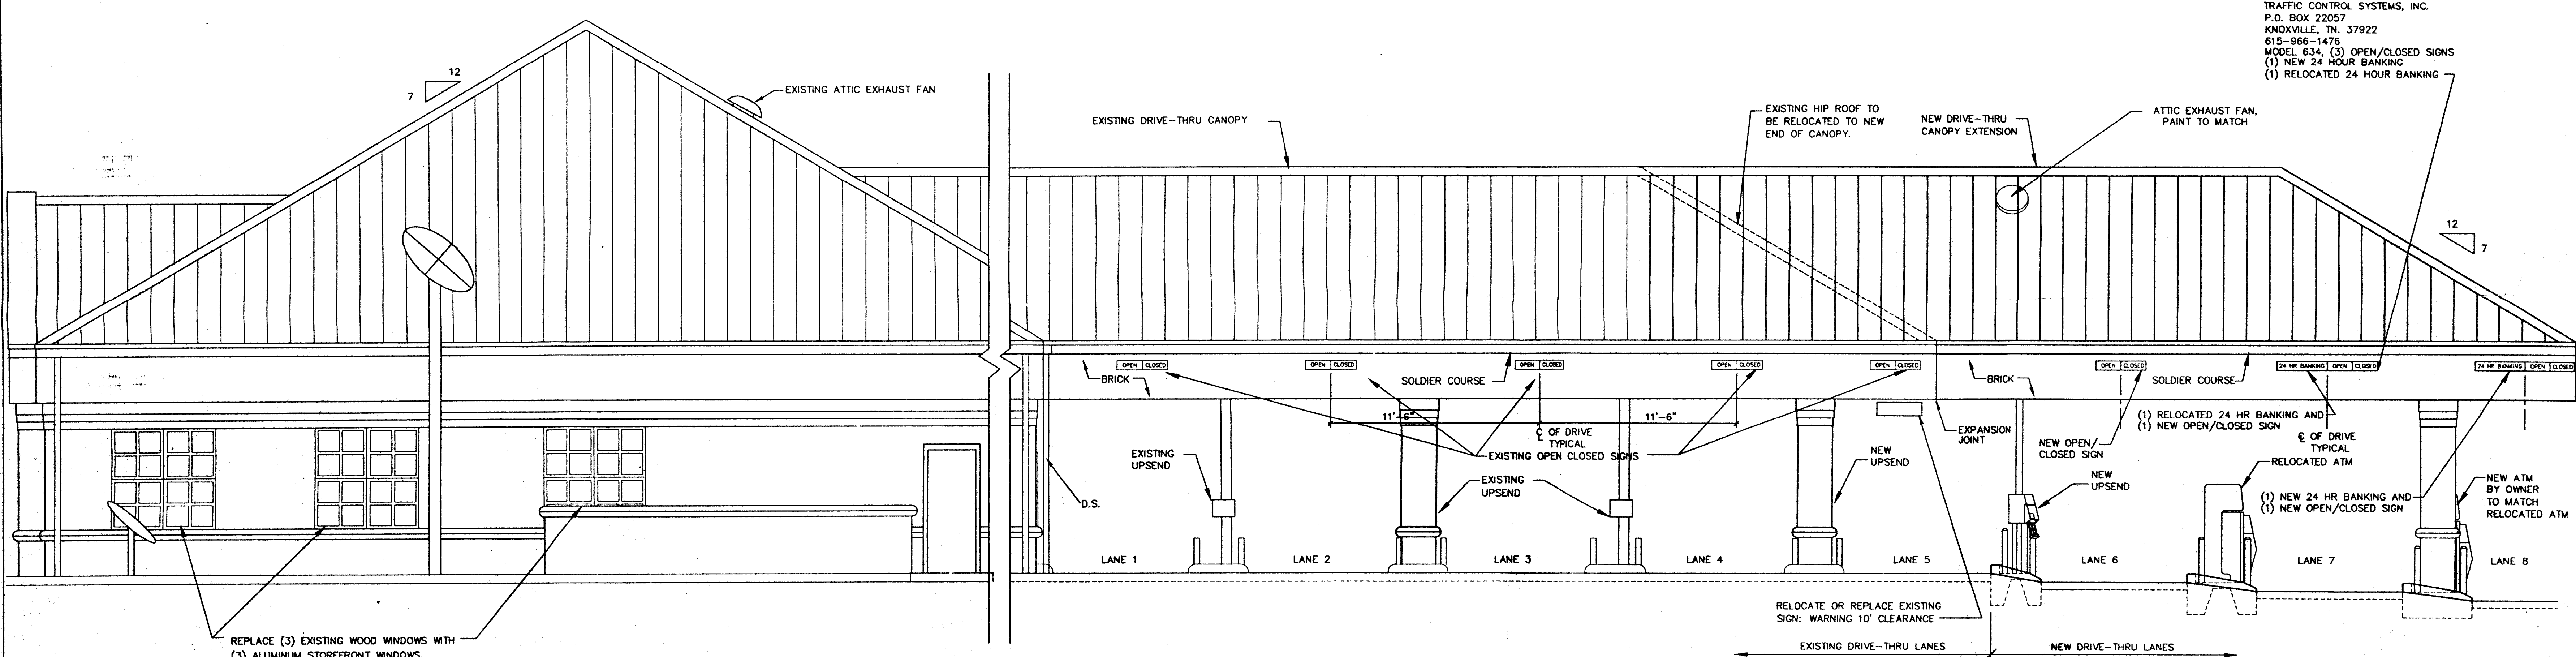 TRAFFIC CONTROL SYSTEMS, INC.
P.O. BOX 22057
KNOXVILLE, TN. 37922
615-966-1476
MODEL 634, (3) OPEN/CLOSED SIGNS
(1) NEW 24 HOUR BANKING
(1) RELOCATED 24 HOUR BANKING
12
7
EXISTING ATTIC EXHAUST FAN
EXISTING DRIVE-THRU CANOPY
EXISTING HIP ROOF TO
BE RELOCATED TO NEW
END OF CANOPY.
NEW DRIVE-THRU
CANOPY EXTENSION
ATTIC EXHAUST FAN,
PAINT TO MATCH
12
7
OPEN CLOSED
OPEN CLOSED
OPEN CLOSED
OPEN CLOSED
OPEN CLOSED
OPEN CLOSED
24 HR BANKING OPEN CLOSED
24 HR BANKING OPEN CLOSED
BRICK
SOLDIER COURSE
BRICK
SOLDIER COURSE
11'-6"
11'-6"
℄ OF DRIVE
TYPICAL
EXISTING OPEN CLOSED SIGNS
EXISTING
UPSEND
EXISTING
UPSEND
NEW
UPSEND
EXPANSION
JOINT
(1) RELOCATED 24 HR BANKING AND
(1) NEW OPEN/CLOSED SIGN
NEW OPEN/
CLOSED SIGN
℄ OF DRIVE
TYPICAL
RELOCATED ATM
NEW
UPSEND
(1) NEW 24 HR BANKING AND
(1) NEW OPEN/CLOSED SIGN
NEW ATM
BY OWNER
TO MATCH
RELOCATED ATM
D.S.
LANE 1
LANE 2
LANE 3
LANE 4
LANE 5
LANE 6
LANE 7
LANE 8
RELOCATE OR REPLACE EXISTING
SIGN: WARNING 10' CLEARANCE
REPLACE (3) EXISTING WOOD WINDOWS WITH
(3) ALUMINUM STOREFRONT WINDOWS
EXISTING DRIVE-THRU LANES
NEW DRIVE-THRU LANES